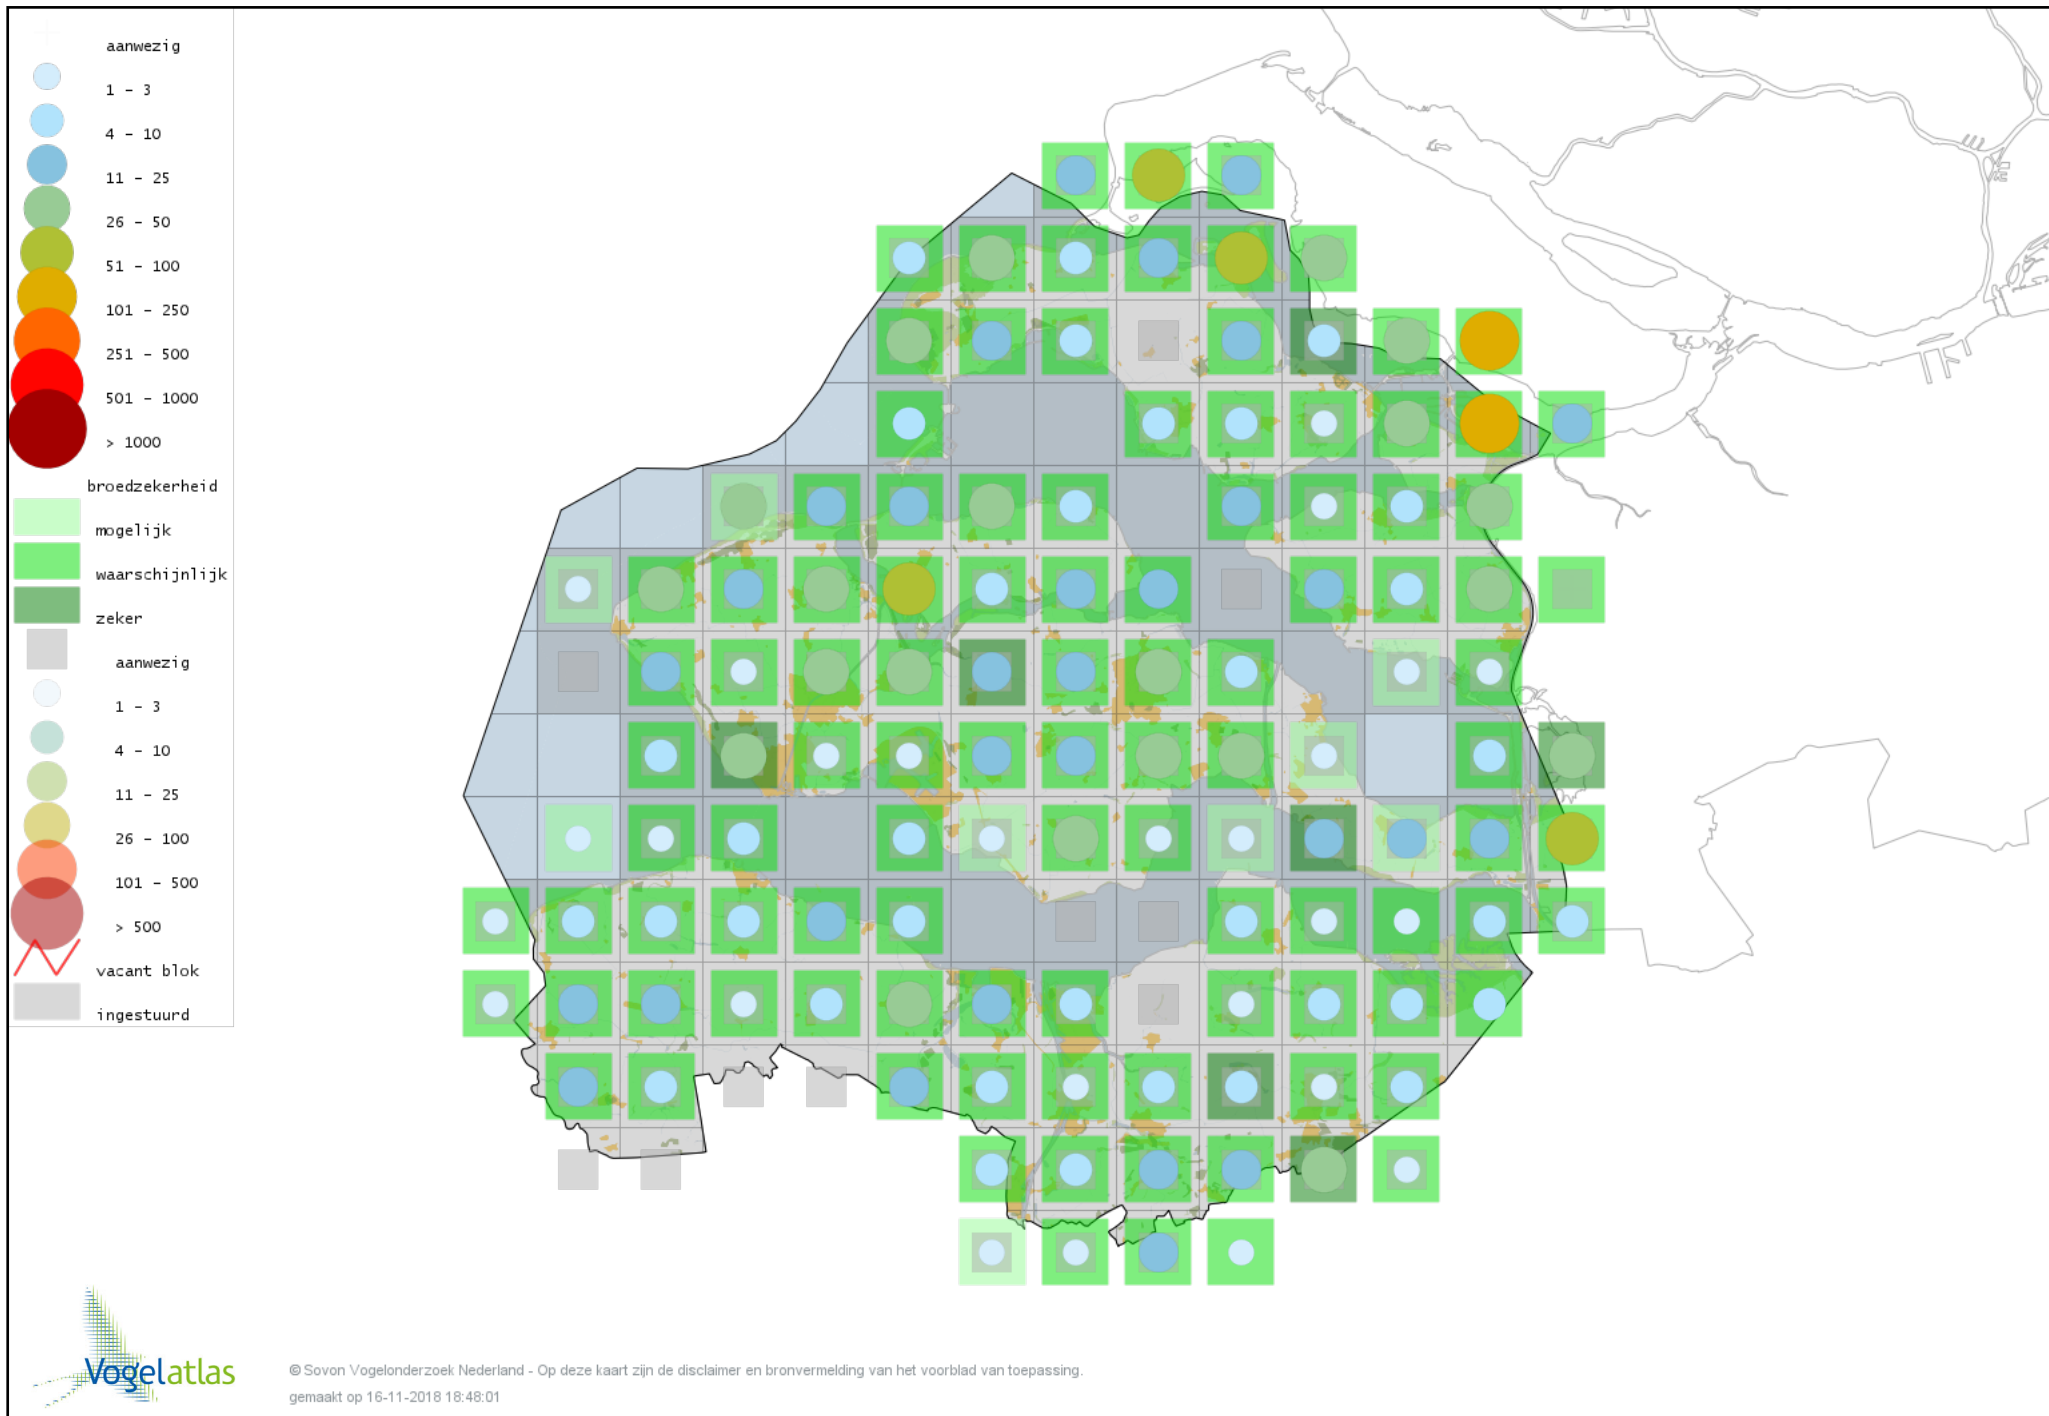 aanwezig
1 - 3
4 - 10
11 - 25
26 - 50
51 - 100
101 - 250
251 - 500
501 - 1000
> 1000
broedzekerheid
mogelijk
waarschijnlijk
zeker
aanwezig
1 - 3
4 - 10
11 - 25
26 - 100
101 - 500
> 500
vacant blok
ingestuurd
Vogelatlas
© Sovon Vogelonderzoek Nederland - Op deze kaart zijn de disclaimer en bronvermelding van het voorblad van toepassing.
gemaakt op 16-11-2018 18:48:01